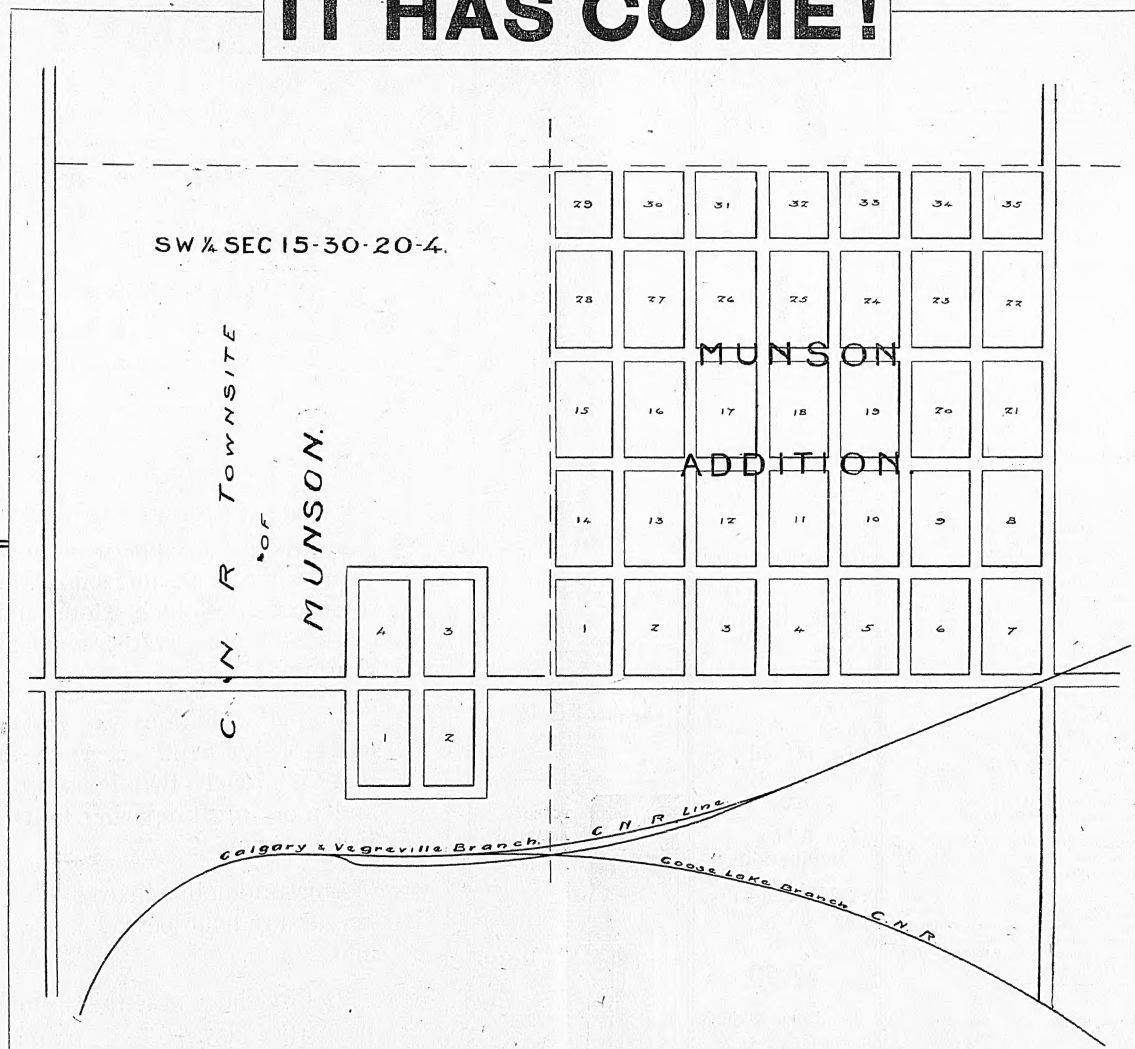 IT HAS COME!
SW ¼ SEC 15-30-20-4.
C N R TOWNSITE
OF
MUNSON.
29 30 31 32 33 34 35
28 27 26 25 24 23 22
MUNSON
15 16 17 18 19 20 21
ADDITION.
14 13 12 11 10 9 8
1 2 3 4 5 6 7
4 3
1 2
C N R Line
Calgary & Vegreville Branch.
Goose Lake Branch C.N.R